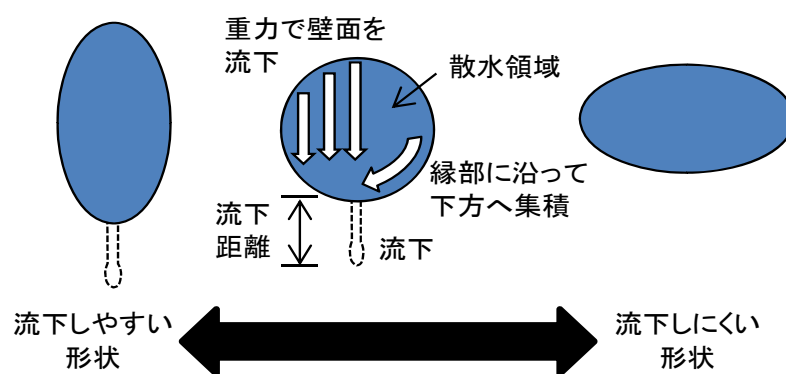 重力で壁面を
流下
散水領域
縁部に沿って
下方へ集積
流下
距離
流下
流下しやすい
形状
流下しにくい
形状